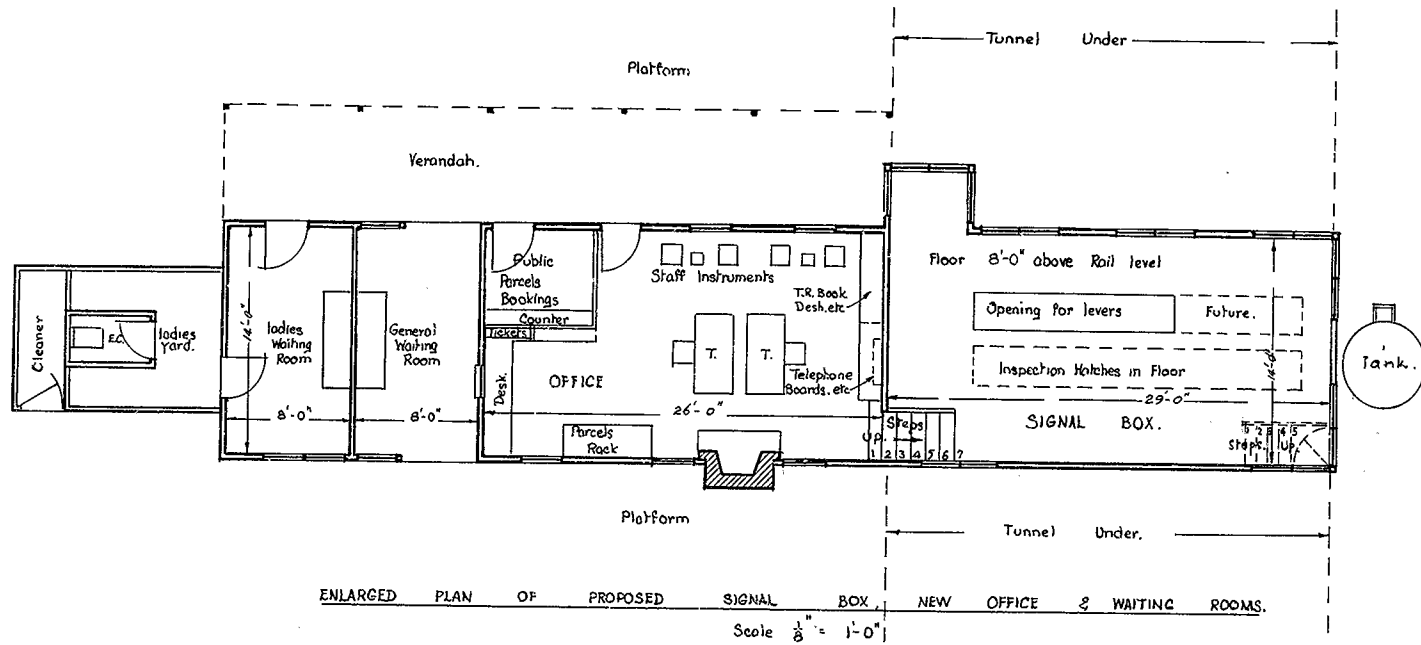 Tunnel Under
Platform
Verandah.
Cleaner
E.C.
ladies
Yard.
14'-0"
ladies
Waiting
Room
8'-0"
General
Waiting
Room
8'-0"
Public
Parcels
Bookings
Counter
Tickets
Desk.
OFFICE
Parcels
Rack
26'-0"
Staff Instruments
T.
T.
T.R. Book
Desh. etc
Telephone
Boards. etc
Up.
Steps
1 2 3 4 5 6 7
Floor 8'-0" above Rail level
Opening for levers
Future.
Inspection Hatches in Floor
14'-0"
29'-0"
SIGNAL BOX.
Steps Up.
Tank.
Platform
Tunnel Under.
ENLARGED PLAN OF PROPOSED SIGNAL BOX, NEW OFFICE & WAITING ROOMS.
Scale 1/8" = 1'-0"